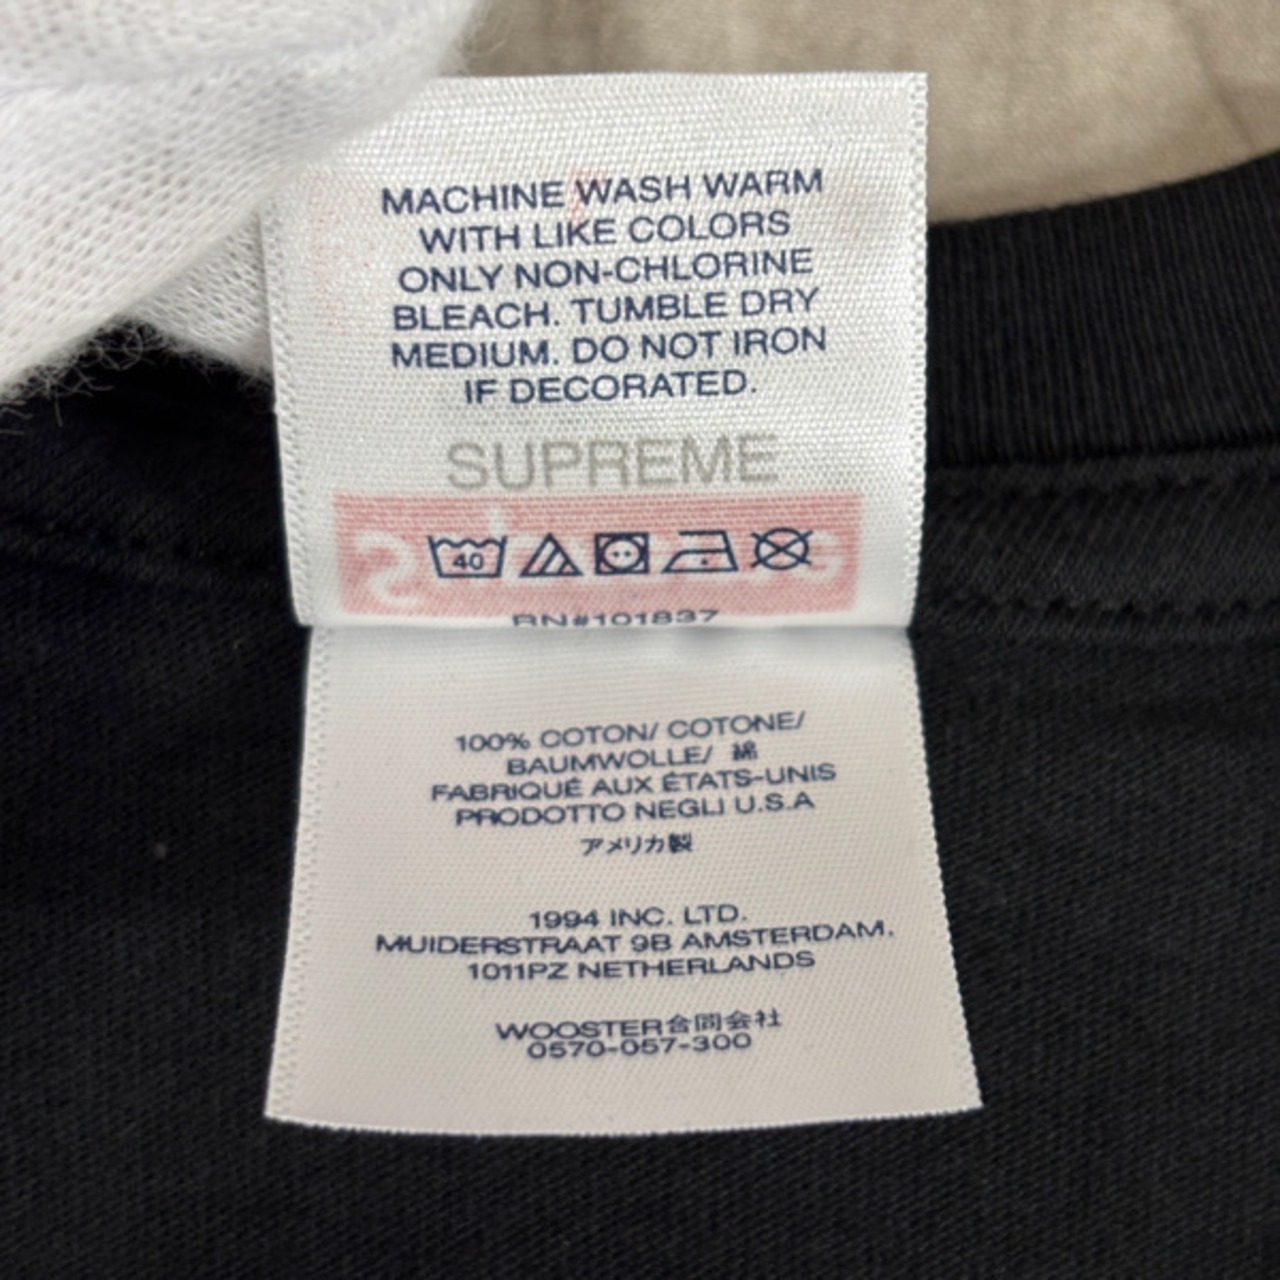 MACHINE WASH WARM
WITH LIKE COLORS
ONLY NON-CHLORINE
BLEACH. TUMBLE DRY
MEDIUM. DO NOT IRON
IF DECORATED.
SUPREME
40
RN#101837
100% COTON/ COTONE/
BAUMWOLLE/ 綿
FABRIQUÉ AUX ÉTATS-UNIS
PRODOTTO NEGLI U.S.A
アメリカ製
1994 INC. LTD.
MUIDERSTRAAT 9B AMSTERDAM.
1011PZ NETHERLANDS
WOOSTER合同会社
0570-057-300